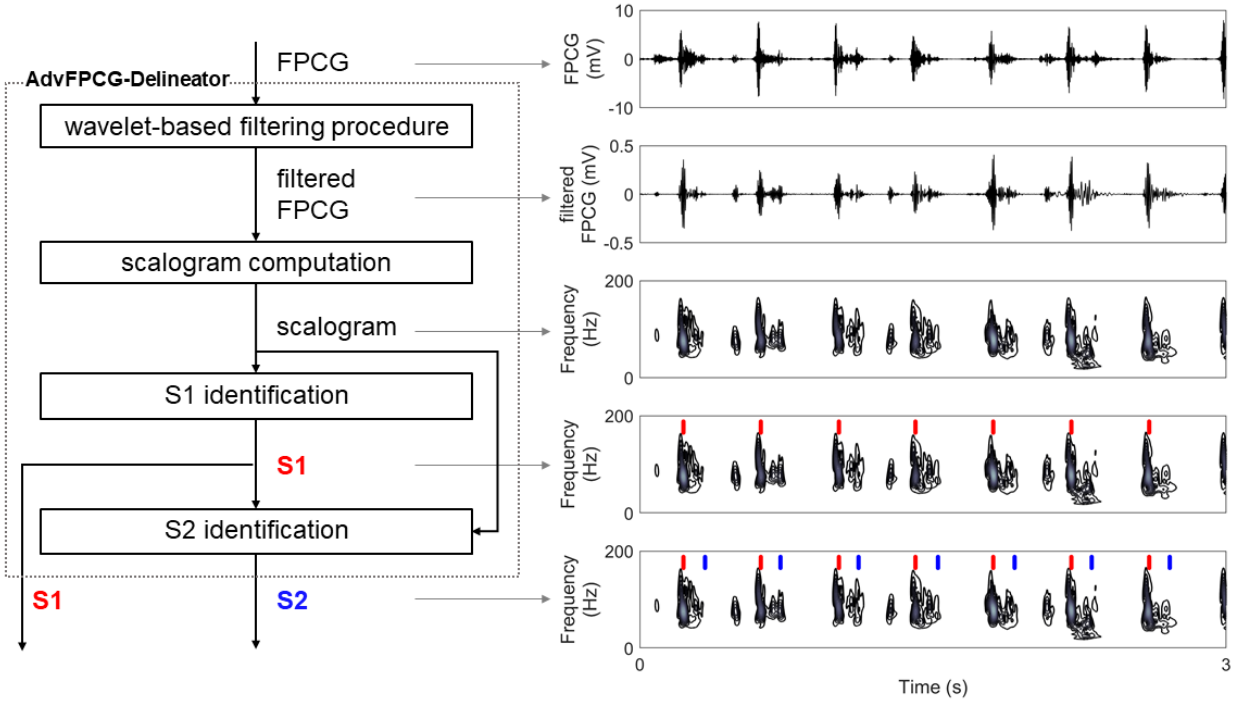 FPCG
AdvFPCG-Delineator
wavelet-based filtering procedure
filtered
FPCG
scalogram computation
scalogram
S1 identification
S1
S2 identification
S1
S2
FPCG
(mV)
10
0
-10
filtered
FPCG (mV)
0.5
0
-0.5
Frequency
(Hz)
200
0
Frequency
(Hz)
200
100
0
Frequency
(Hz)
200
0
0
3
Time (s)